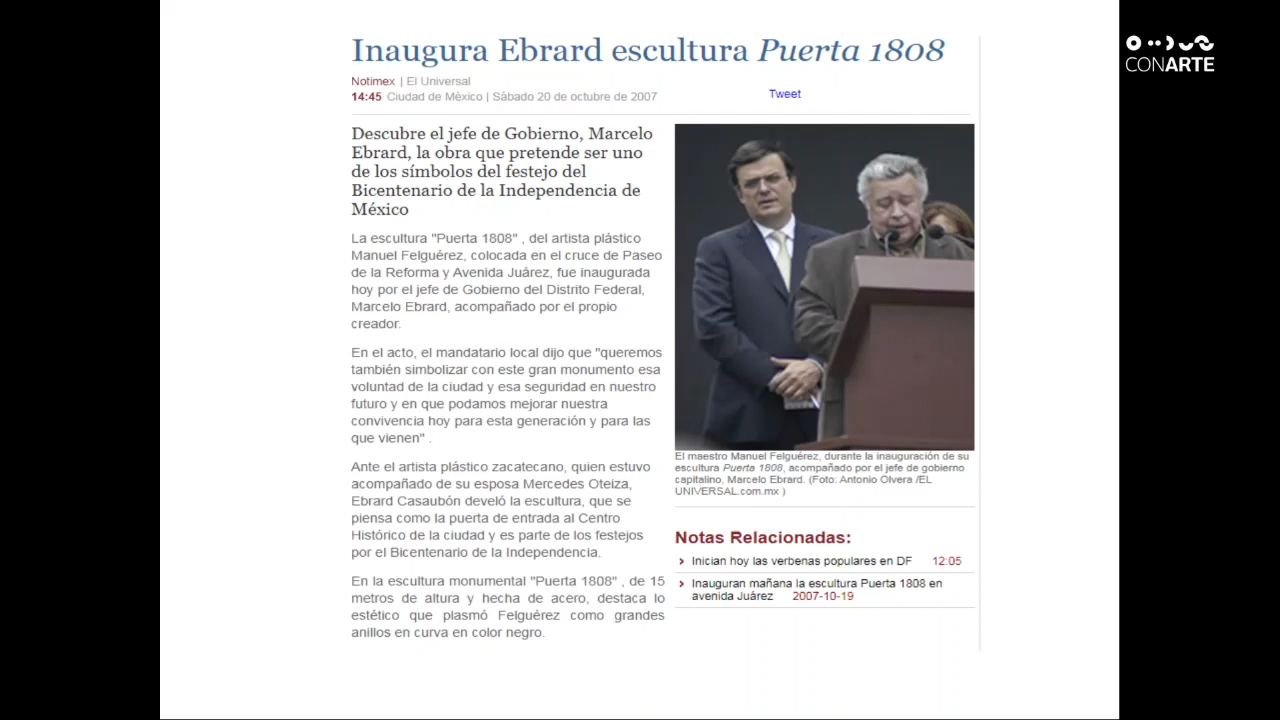 CONARTE
Inaugura Ebrard escultura Puerta 1808
Notimex | El Universal
14:45 Ciudad de México | Sábado 20 de octubre de 2007
Tweet
Descubre el jefe de Gobierno, Marcelo
Ebrard, la obra que pretende ser uno
de los símbolos del festejo del
Bicentenario de la Independencia de
México
La escultura "Puerta 1808" , del artista plástico
Manuel Felguérez, colocada en el cruce de Paseo
de la Reforma y Avenida Juárez, fue inaugurada
hoy por el jefe de Gobierno del Distrito Federal,
Marcelo Ebrard, acompañado por el propio
creador.
En el acto, el mandatario local dijo que "queremos
también simbolizar con este gran monumento esa
voluntad de la ciudad y esa seguridad en nuestro
futuro y en que podamos mejorar nuestra
convivencia hoy para esta generación y para las
que vienen" .
Ante el artista plástico zacatecano, quien estuvo
acompañado de su esposa Mercedes Oteiza,
Ebrard Casaubón develó la escultura, que se
piensa como la puerta de entrada al Centro
Histórico de la ciudad y es parte de los festejos
por el Bicentenario de la Independencia.
En la escultura monumental "Puerta 1808" , de 15
metros de altura y hecha de acero, destaca lo
estético que plasmó Felguérez como grandes
anillos en curva en color negro.
El maestro Manuel Felguérez, durante la inauguración de su
escultura Puerta 1808, acompañado por el jefe de gobierno
capitalino, Marcelo Ebrard. (Foto: Antonio Olvera /EL
UNIVERSAL.com.mx )
Notas Relacionadas:
Inician hoy las verbenas populares en DF 12:05
Inauguran mañana la escultura Puerta 1808 en
avenida Juárez 2007-10-19